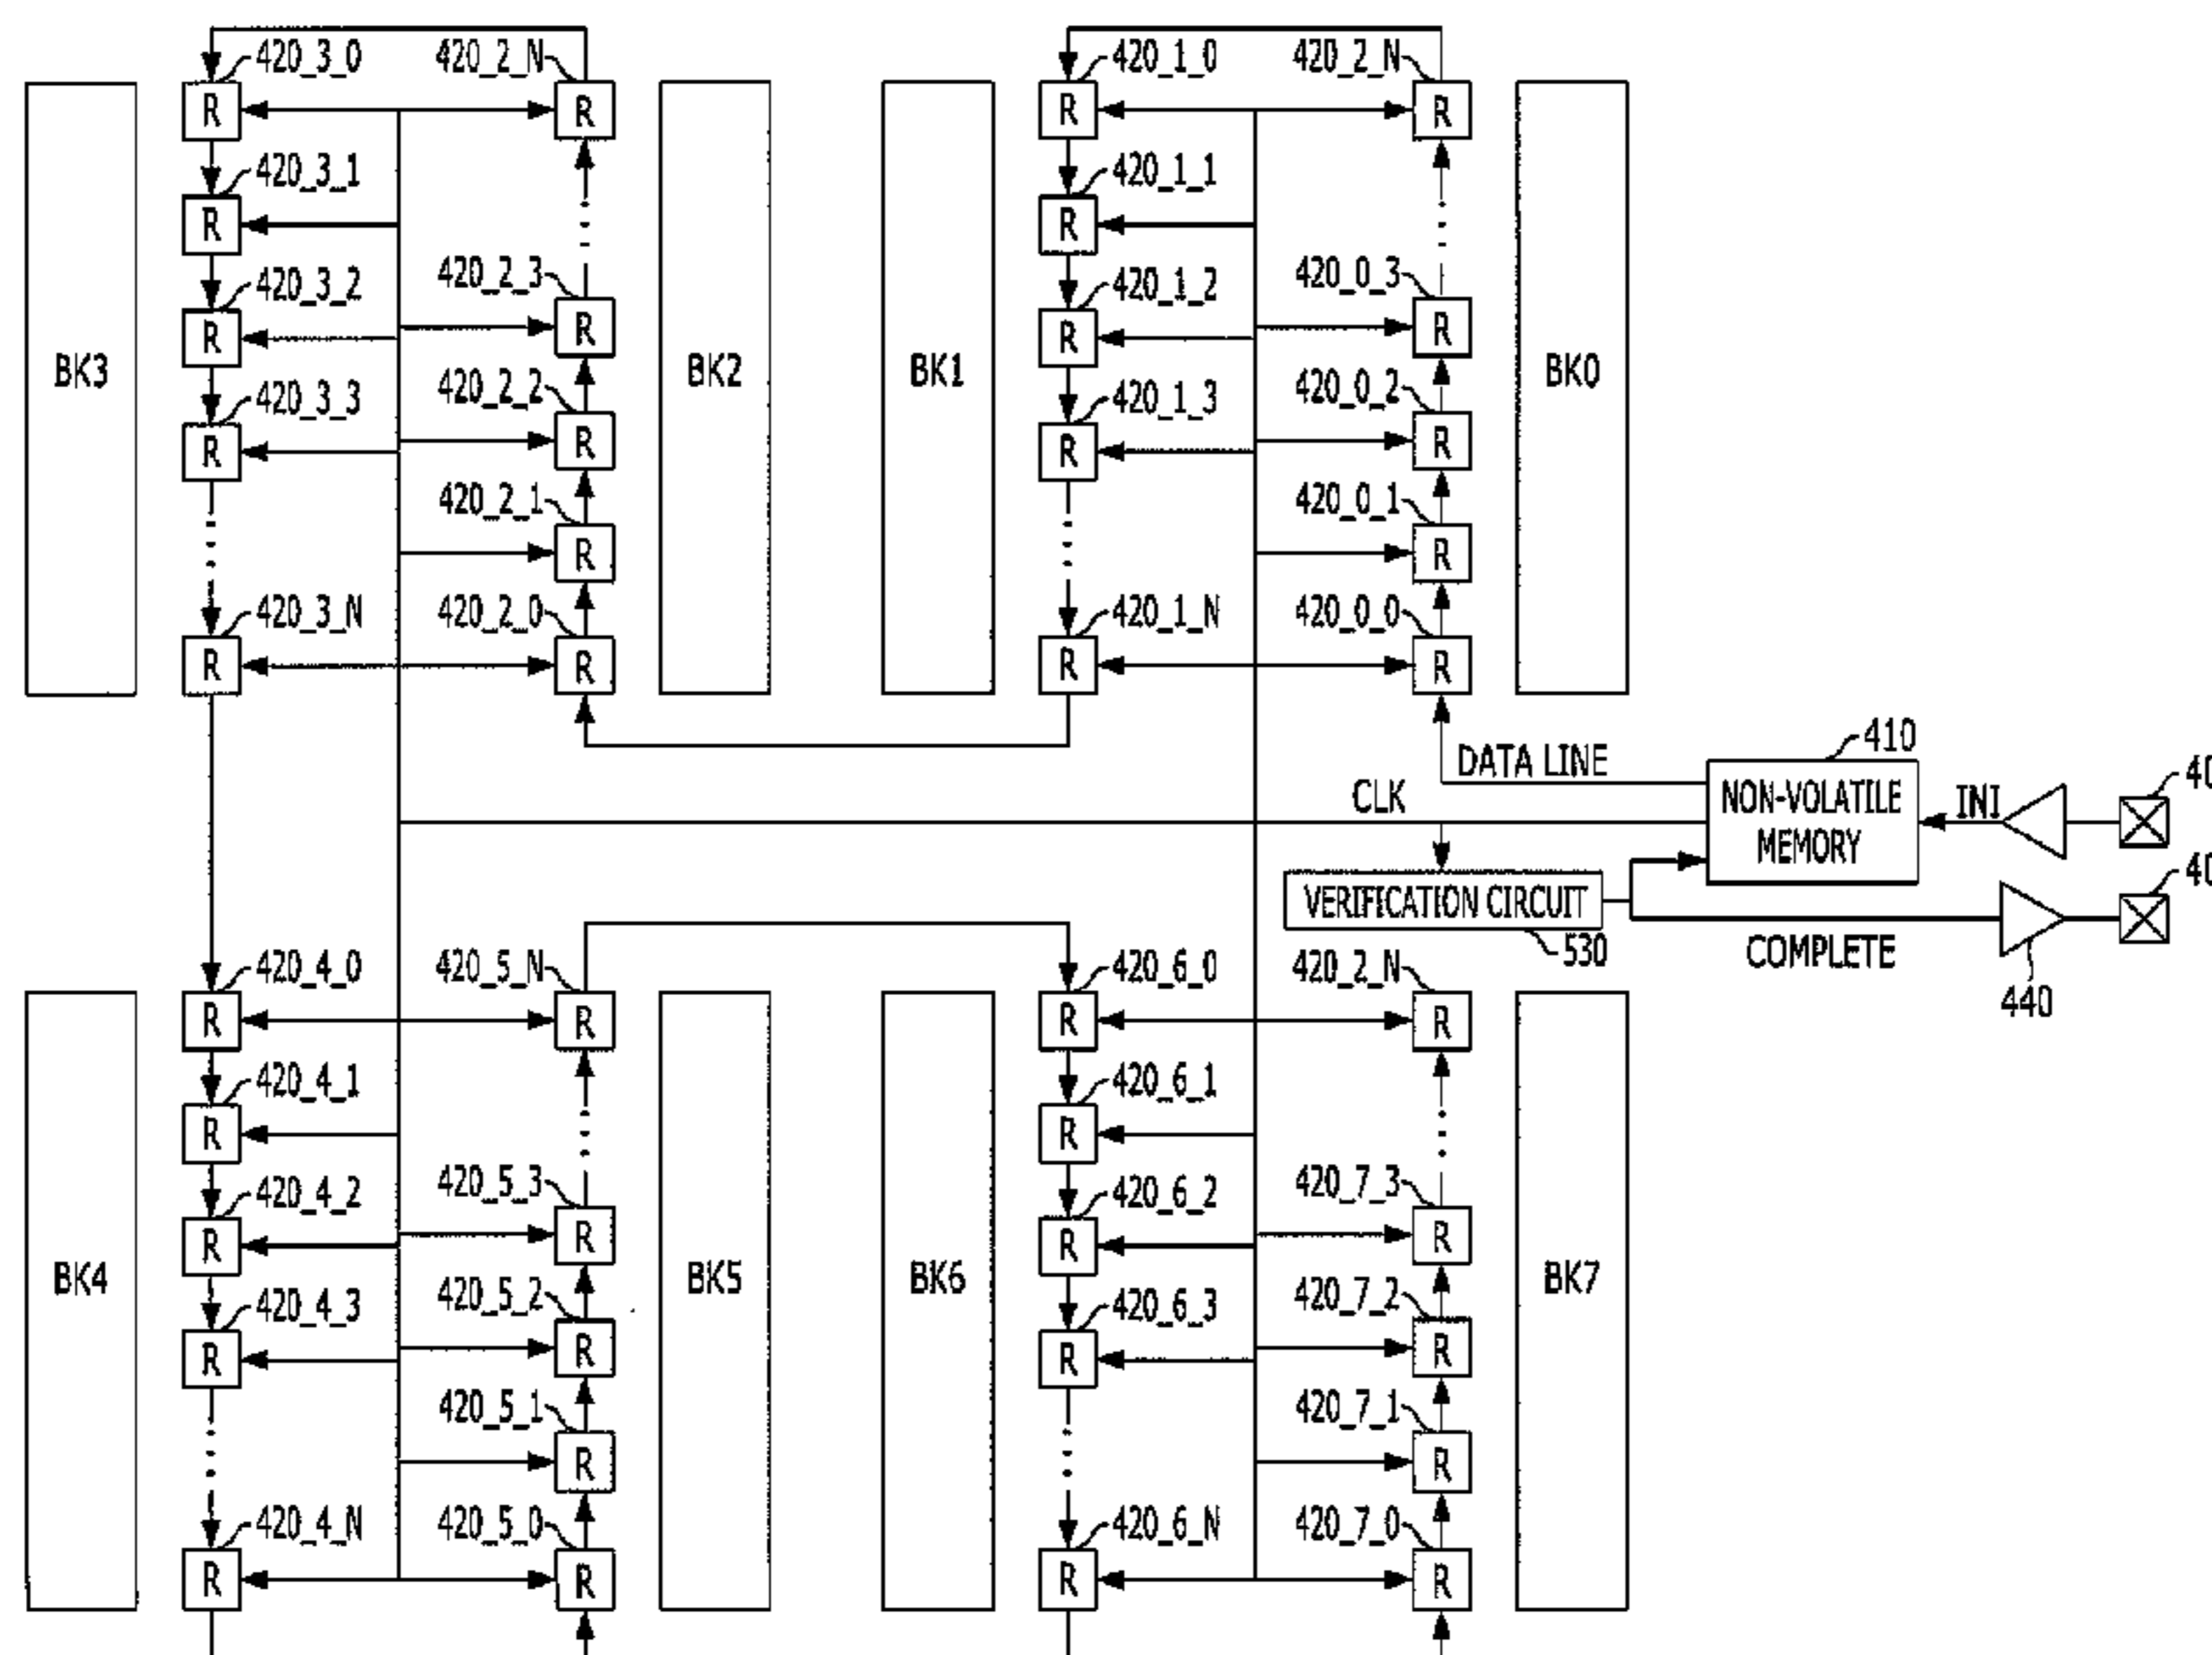 420_3_0 420_2_N 420_1_0 420_2_N
R R R R
420_3_1 420_1_1
R R
420_3_2 420_2_3 420_1_2 420_0_3
R R R R
BK3 BK2 BK1 BK0
420_3_3 420_2_2 420_1_3 420_0_2
R R R R
420_2_1 420_0_1
R R
420_3_N 420_2_0 420_1_N 420_0_0
R R R R
410
DATA LINE
CLK
NON-VOLATILE
MEMORY
INI
40
40
VERIFICATION CIRCUIT
530
COMPLETE
440
420_4_0 420_5_N 420_6_0 420_2_N
R R R R
420_4_1 420_6_1
R R
420_4_2 420_5_3 420_6_2 420_7_3
R R R R
BK4 BK5 BK6 BK7
420_4_3 420_5_2 420_6_3 420_7_2
R R R R
420_5_1 420_7_1
R R
420_4_N 420_5_0 420_6_N 420_7_0
R R R R